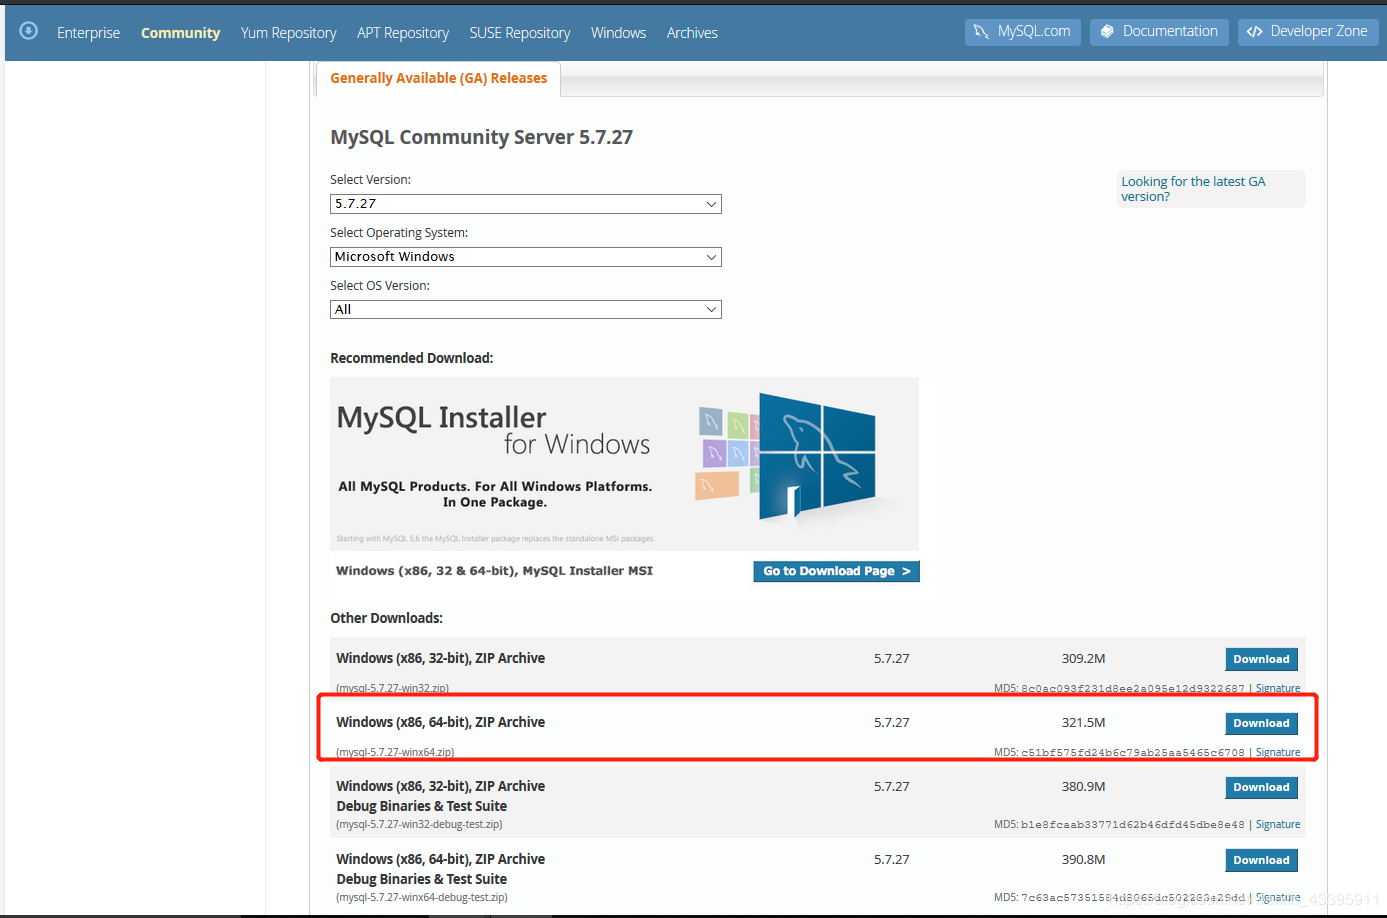 Enterprise Community Yum Repository APT Repository SUSE Repository Windows Archives MySQL.com Documentation Developer Zone
Generally Available (GA) Releases
MySQL Community Server 5.7.27
Select Version:
5.7.27
Looking for the latest GA
version?
Select Operating System:
Microsoft Windows
Select OS Version:
All
Recommended Download:
MySQL Installer
for Windows
All MySQL Products. For All Windows Platforms.
In One Package.
Starting with MySQL 5.6 the MySQL Installer package replaces the standalone MSI packages.
Windows (x86, 32 & 64-bit), MySQL Installer MSI Go to Download Page >
Other Downloads:
Windows (x86, 32-bit), ZIP Archive 5.7.27 309.2M Download
(mysql-5.7.27-win32.zip) MD5: 8c0ac093f231d8ee2a095e12d9322687 | Signature
Windows (x86, 64-bit), ZIP Archive 5.7.27 321.5M Download
(mysql-5.7.27-winx64.zip) MD5: c51bf575fd24b6c79ab25aa5465c6708 | Signature
Windows (x86, 32-bit), ZIP Archive 5.7.27 380.9M Download
Debug Binaries & Test Suite
(mysql-5.7.27-win32-debug-test.zip) MD5: b1e8fcaab33771d62b46dfd45dbe8e48 | Signature
Windows (x86, 64-bit), ZIP Archive 5.7.27 390.8M Download
Debug Binaries & Test Suite
(mysql-5.7.27-winx64-debug-test.zip) MD5: | Signature